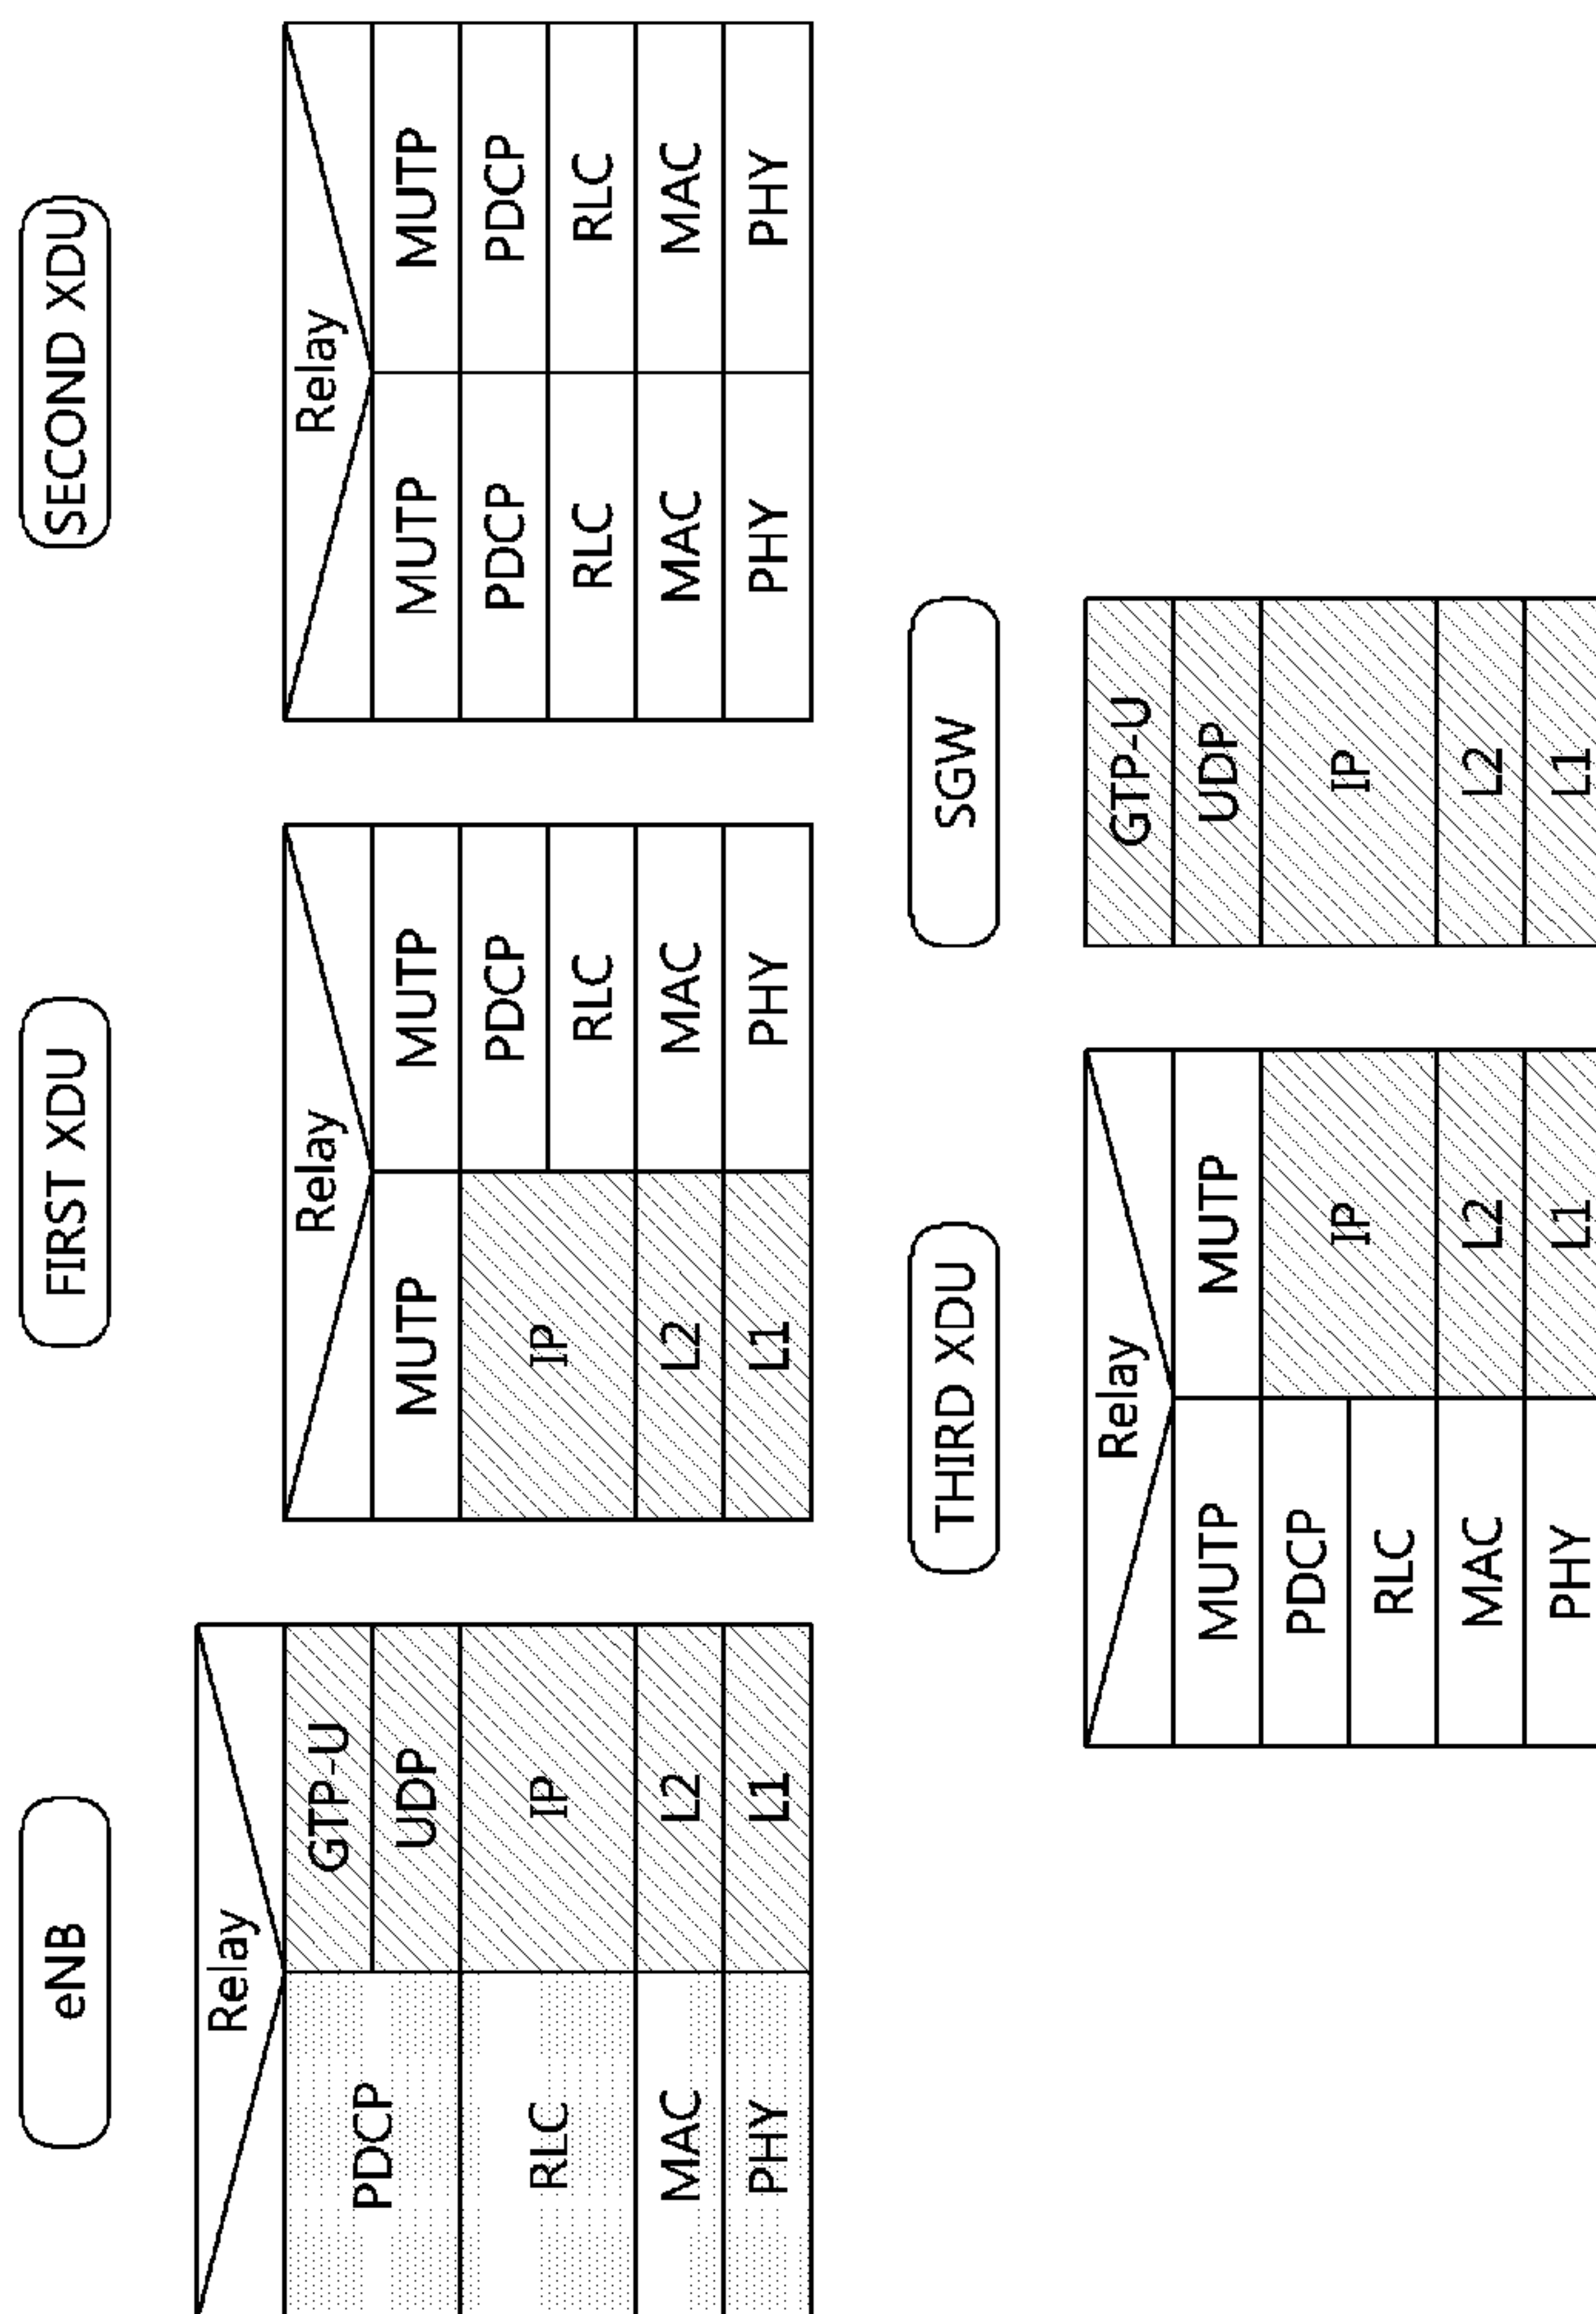 eNB
Relay
PDCP
RLC
MAC
PHY
GTP-U
UDP
IP
L2
L1
FIRST XDU
Relay
MUTP
IP
L2
L1
MUTP
PDCP
RLC
MAC
PHY
SECOND XDU
Relay
MUTP
PDCP
RLC
MAC
PHY
MUTP
PDCP
RLC
MAC
PHY
THIRD XDU
Relay
MUTP
PDCP
RLC
MAC
PHY
MUTP
IP
L2
L1
SGW
GTP-U
UDP
IP
L2
L1